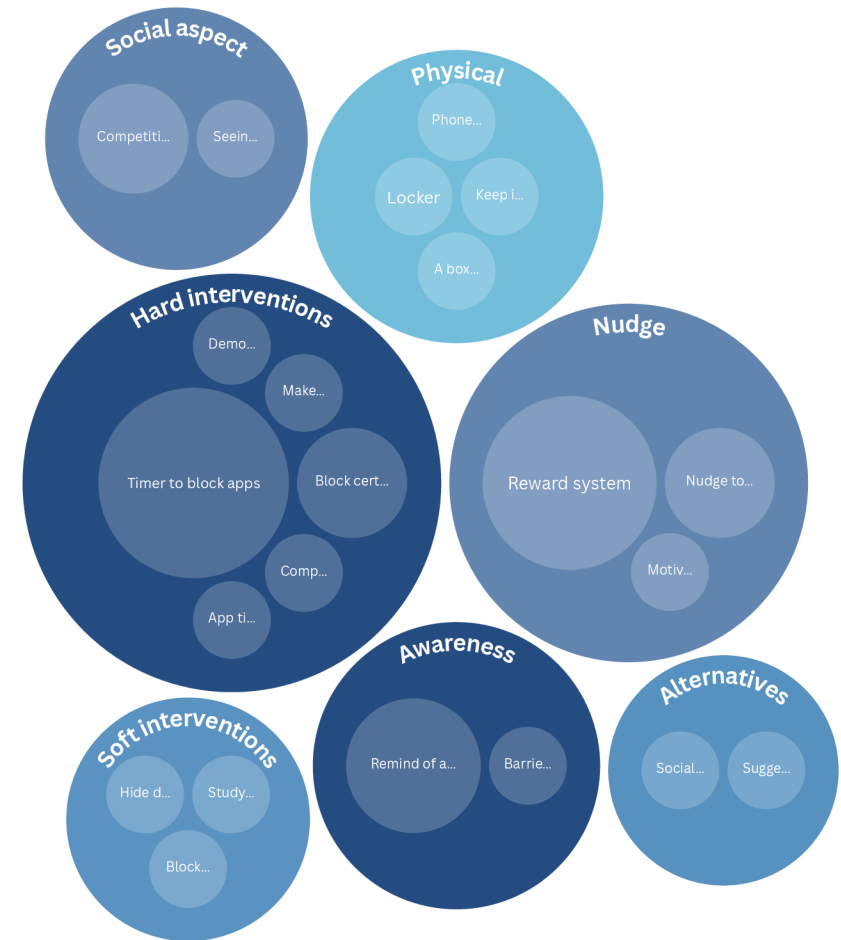 Social aspect
Competiti...
Seein...
Physical
Phone...
Locker
Keep i...
A box...
Hard interventions
Demo...
Make...
Timer to block apps
Block cert...
Comp...
App ti...
Nudge
Reward system
Nudge to...
Motiv...
Soft interventions
Hide d...
Study...
Block...
Awareness
Remind of a...
Barrie...
Alternatives
Social...
Sugge...